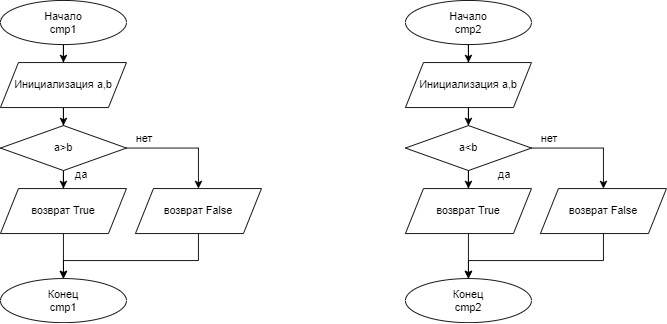 Начало
cmp1
Инициализация a,b
a>b
нет
да
возврат True
возврат False
Конец
cmp1
Начало
cmp2
Инициализация a,b
a<b
нет
да
возврат True
возврат False
Конец
cmp2